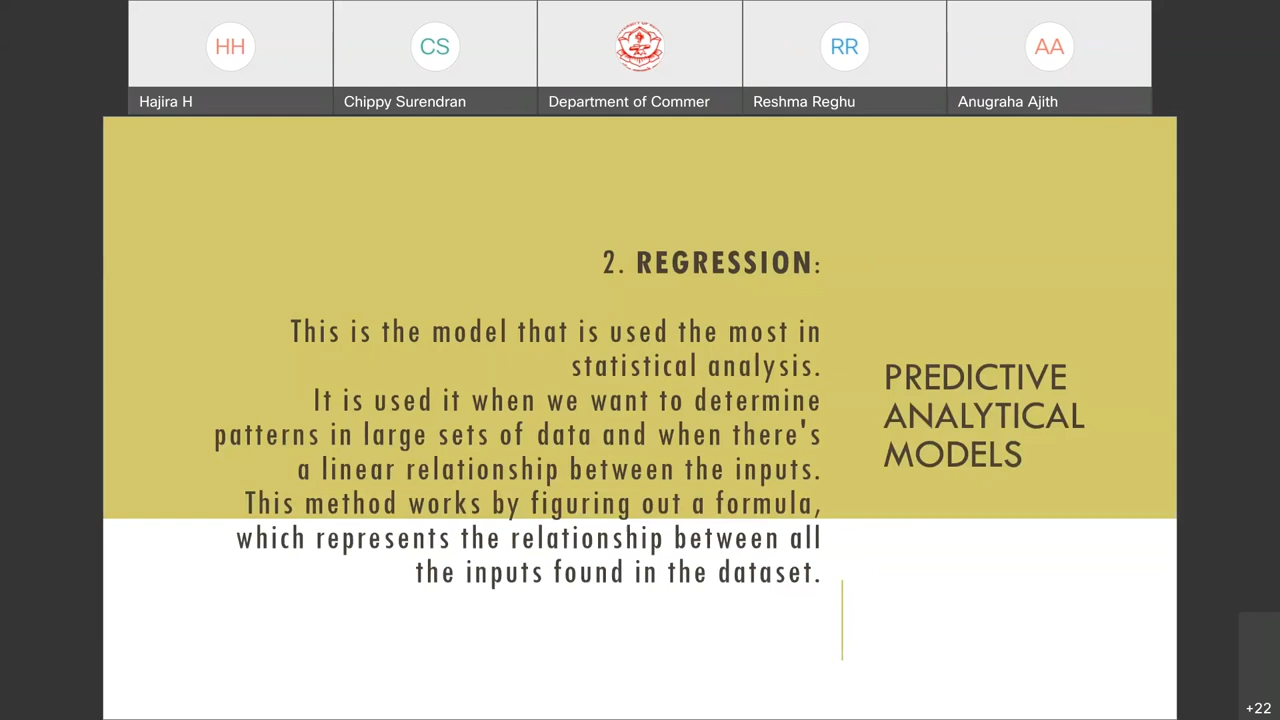 HH
CS
RR
AA
Hajira H
Chippy Surendran
Department of Commer
Reshma Reghu
Anugraha Ajith
2. REGRESSION:
This is the model that is used the most in
statistical analysis.
It is used it when we want to determine
patterns in large sets of data and when there's
a linear relationship between the inputs.
This method works by figuring out a formula,
which represents the relationship between all
the inputs found in the dataset.
PREDICTIVE
ANALYTICAL
MODELS
+22